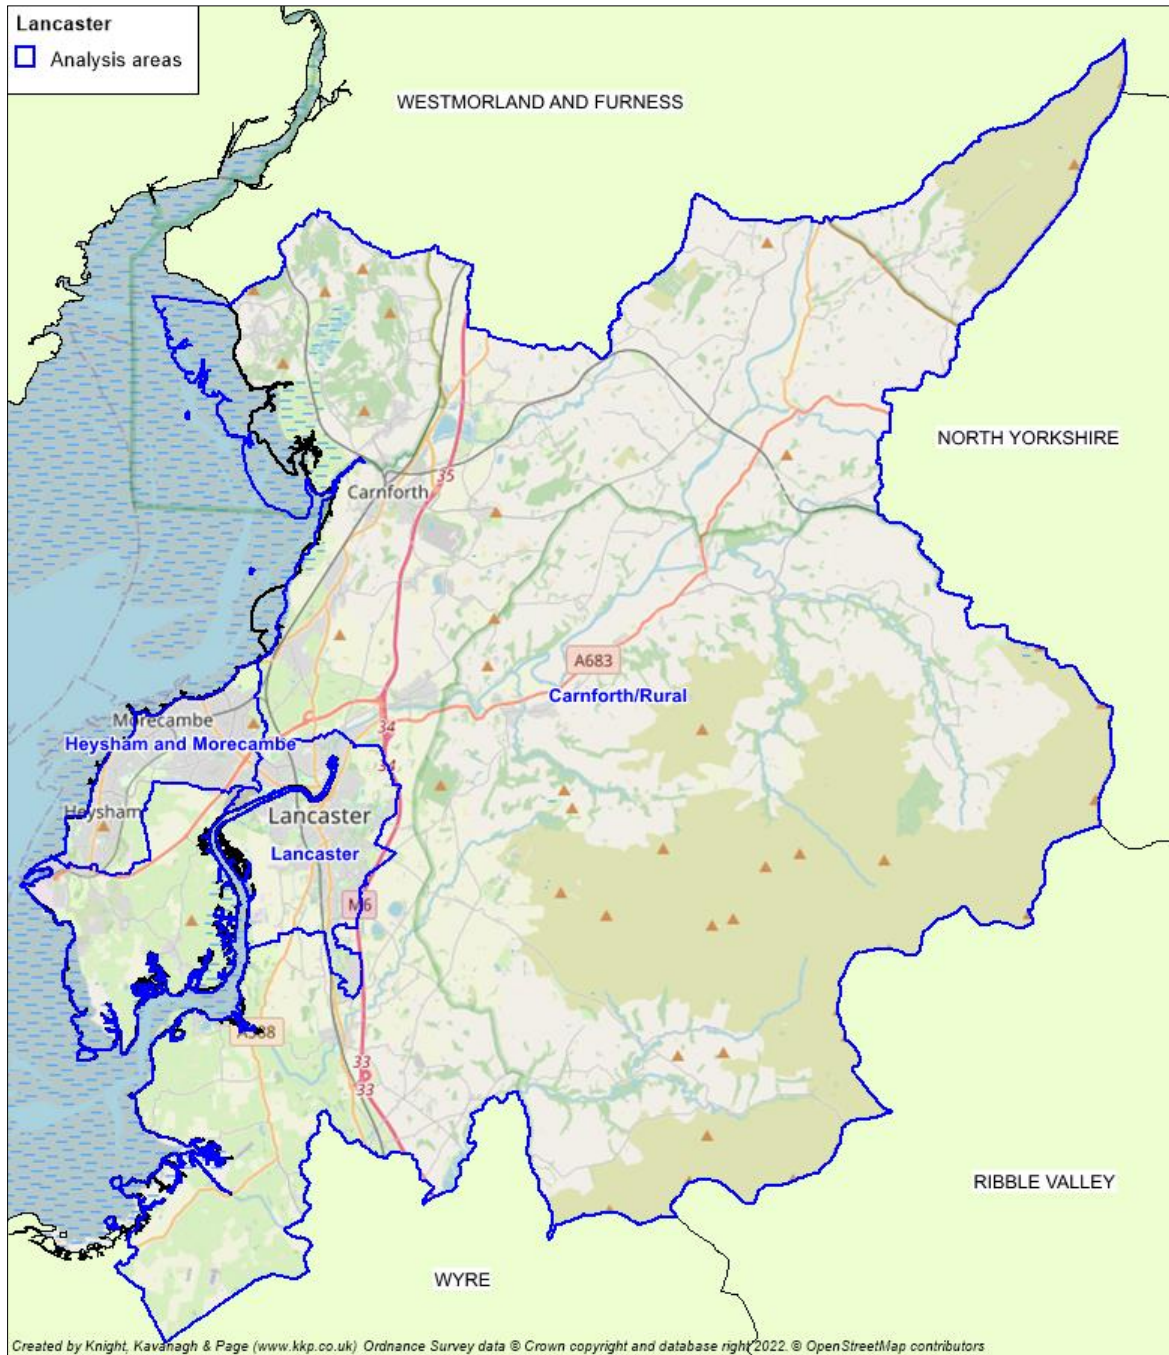 Lancaster
Analysis areas
WESTMORLAND AND FURNESS
NORTH YORKSHIRE
35
Carnforth
A683
Carnforth/Rural
Morecambe
34
Heysham and Morecambe
34
Heysham
Lancaster
Lancaster
M6
A588
33
33
RIBBLE VALLEY
WYRE
Created by Knight, Kavanagh & Page (www.kkp.co.uk) Ordnance Survey data © Crown copyright and database right 2022. © OpenStreetMap contributors